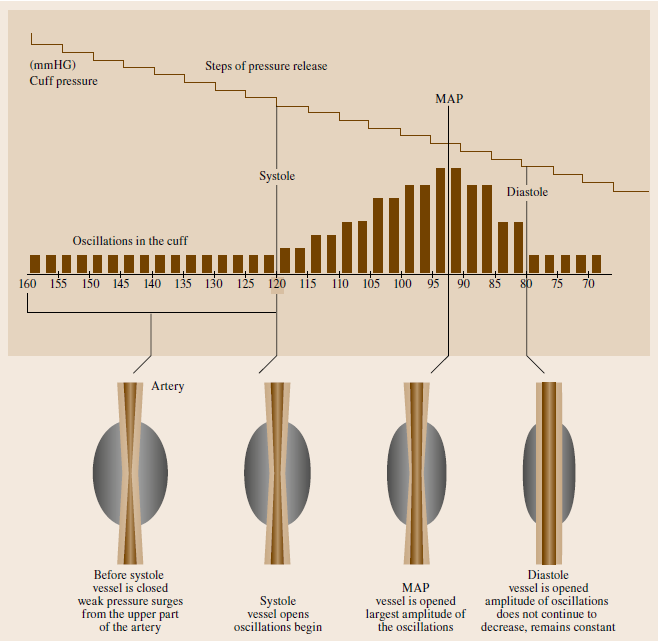 (mmHG)
Cuff pressure
Steps of pressure release
MAP
Systole
Diastole
Oscillations in the cuff
160 155 150 145 140 135 130 125 120 115 110 105 100 95 90 85 80 75 70
Artery
Before systole
vessel is closed
weak pressure surges
from the upper part
of the artery
Systole
vessel opens
oscillations begin
MAP
vessel is opened
largest amplitude of
the oscillations
Diastole
vessel is opened
amplitude of oscillations
does not continue to
decrease, remains constant